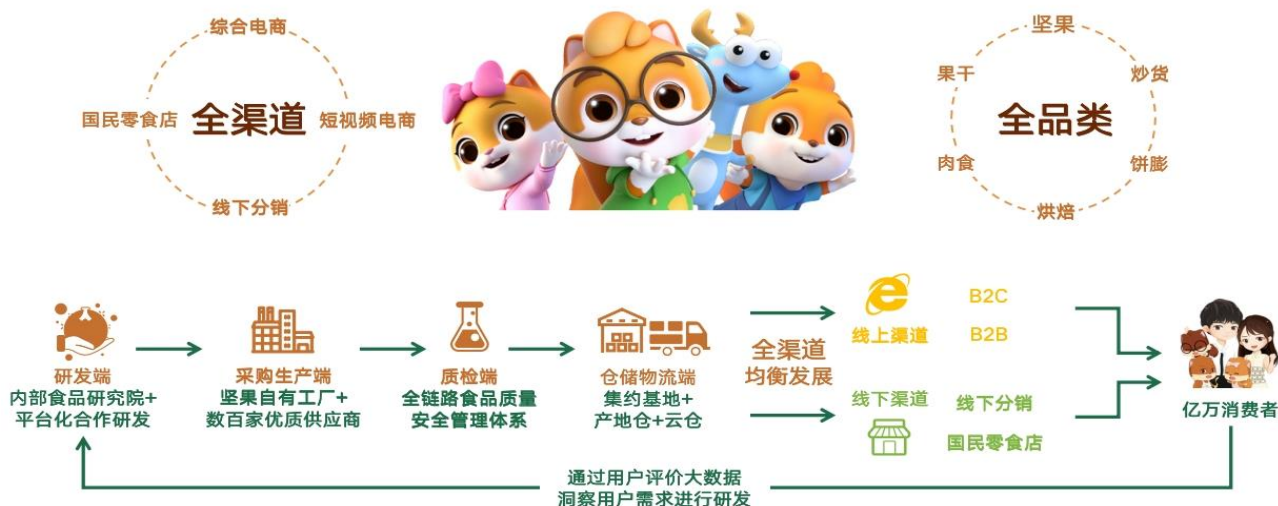 综合电商
国民零食店
全渠道
短视频电商
线下分销
坚果
果干
炒货
全品类
肉食
饼膨
烘焙
研发端
内部食品研究院+
平台化合作研发
采购生产端
坚果自有工厂+
数百家优质供应商
质检端
全链路食品质量
安全管理体系
仓储物流端
集约基地+
产地仓+云仓
全渠道
均衡发展
线上渠道
B2C
B2B
线下渠道
线下分销
国民零食店
亿万消费者
通过用户评价大数据
洞察用户需求进行研发